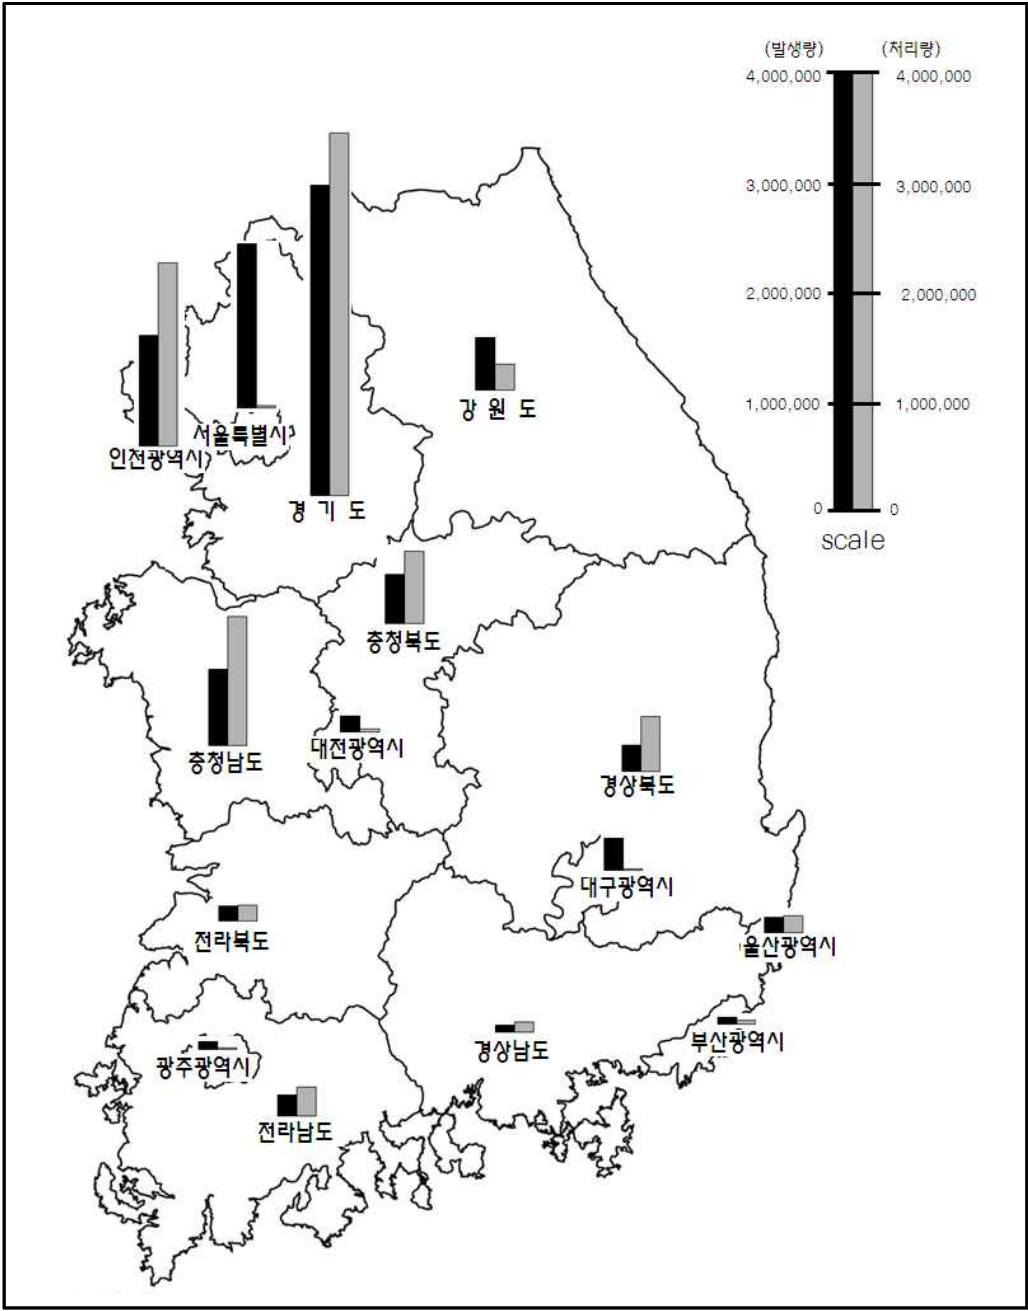 (발생량) (처리량)
4,000,000 4,000,000
3,000,000 3,000,000
2,000,000 2,000,000
1,000,000 1,000,000
0 0
scale
강 원 도
서울특별시
인천광역시
경 기 도
충청북도
대전광역시
충청남도
경상북도
대구광역시
전라북도
울산광역시
경상남도
부산광역시
광주광역시
전라남도